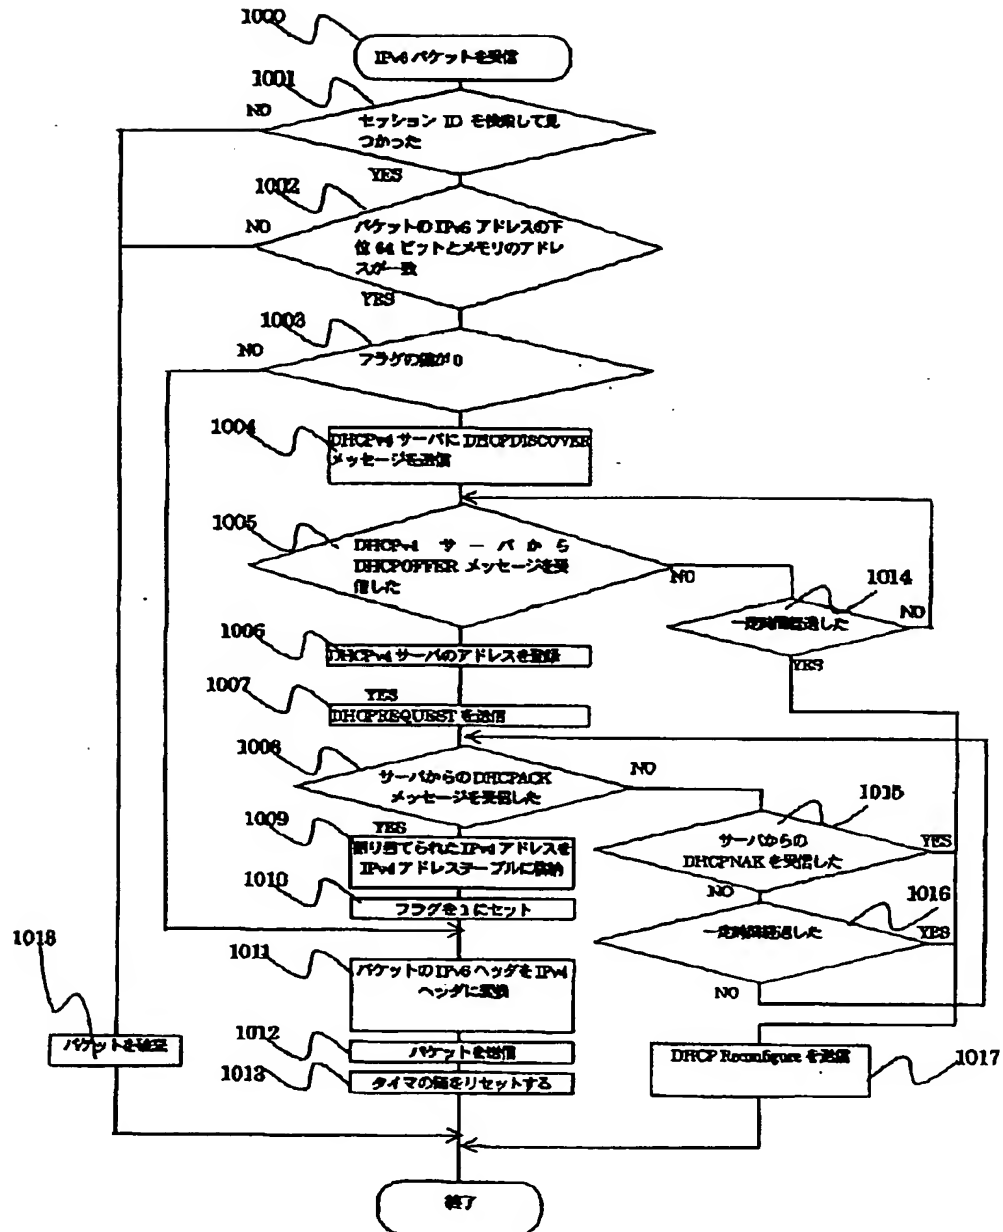 1000
IPv6 パケットを受信
1001
NO
セッション ID を検索して見
つかった
YES
1002
NO
パケットの IPv6 アドレスの下
位 64 ビットとメモリのアドレ
スが一致
YES
1003
NO
フラグの値が 0
1004
DHCPv4 サーバに DHCPDISCOVER
メッセージを送信
1005
DHCPv4 サーバから
DHCPOFFER メッセージを受
信した
NO
1014
一定時間経過した
NO
YES
1006
DHCPv4 サーバのアドレスを登録
YES
1007
DHCPREQUEST を送信
1008
サーバからの DHCPACK
メッセージを受信した
NO
1015
サーバからの
DHCPNAK を受信した
YES
NO
1009
YES
割り当てられた IPv4 アドレスを
IPv4 アドレステーブルに格納
1010
フラグを 1 にセット
1016
一定時間経過した
YES
NO
1011
パケットの IPv6 ヘッダを IPv4
ヘッダに変換
1018
パケットを破棄
1012
パケットを送信
1013
タイマの値をリセットする
DHCP Reconfigure を送信
1017
終了